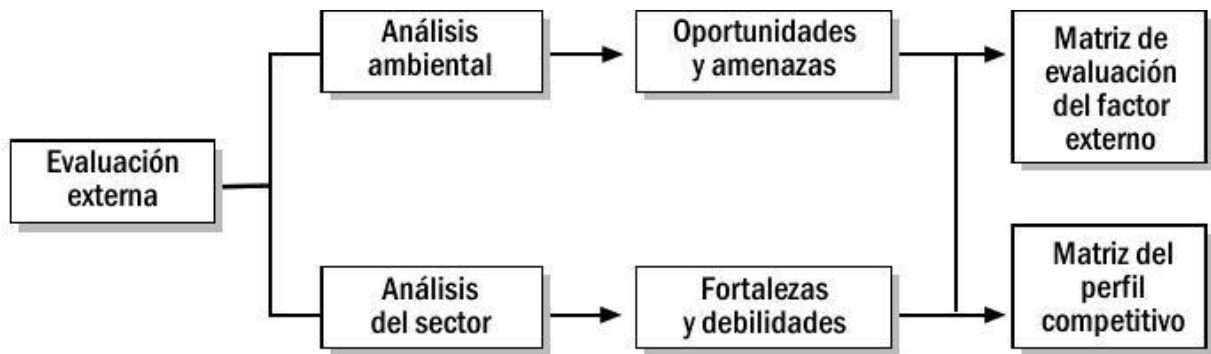 Evaluación
externa
Análisis
ambiental
Oportunidades
y amenazas
Matriz de
evaluación
del factor
externo
Análisis
del sector
Fortalezas
y debilidades
Matriz del
perfil
competitivo